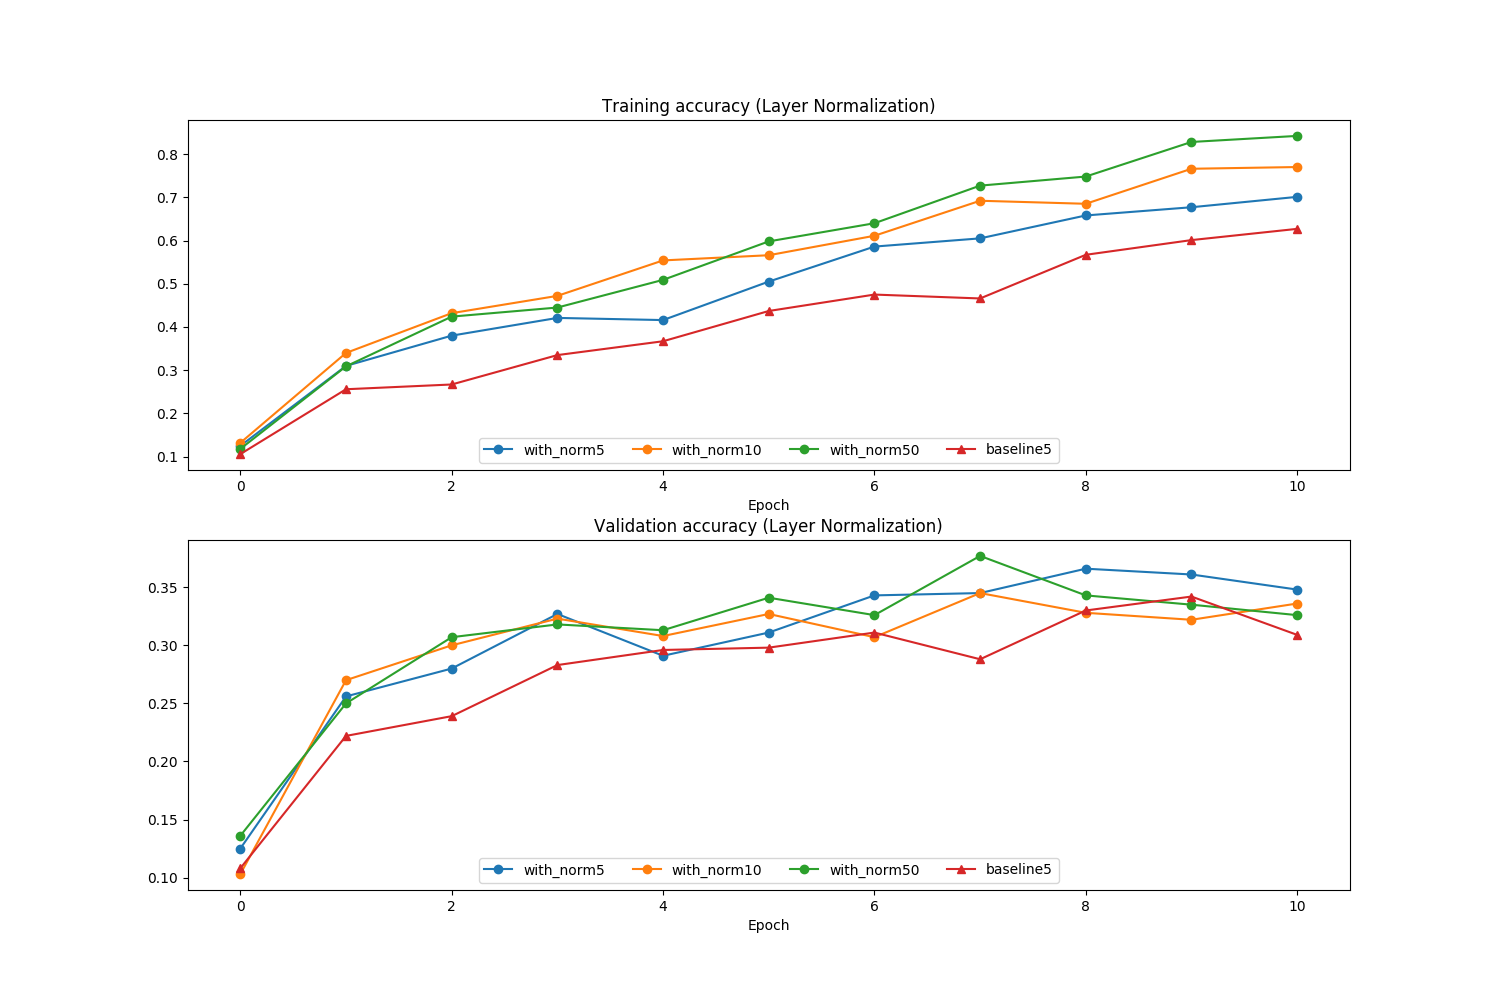 Training accuracy (Layer Normalization)
0.8
0.7
0.6
0.5
0.4
0.3
0.2
0.1
with_norm5 with_norm10 with_norm50 baseline5
0 2 4 6 8 10
Epoch
Validation accuracy (Layer Normalization)
0.35
0.30
0.25
0.20
0.15
0.10
with_norm5 with_norm10 with_norm50 baseline5
0 2 4 6 8 10
Epoch